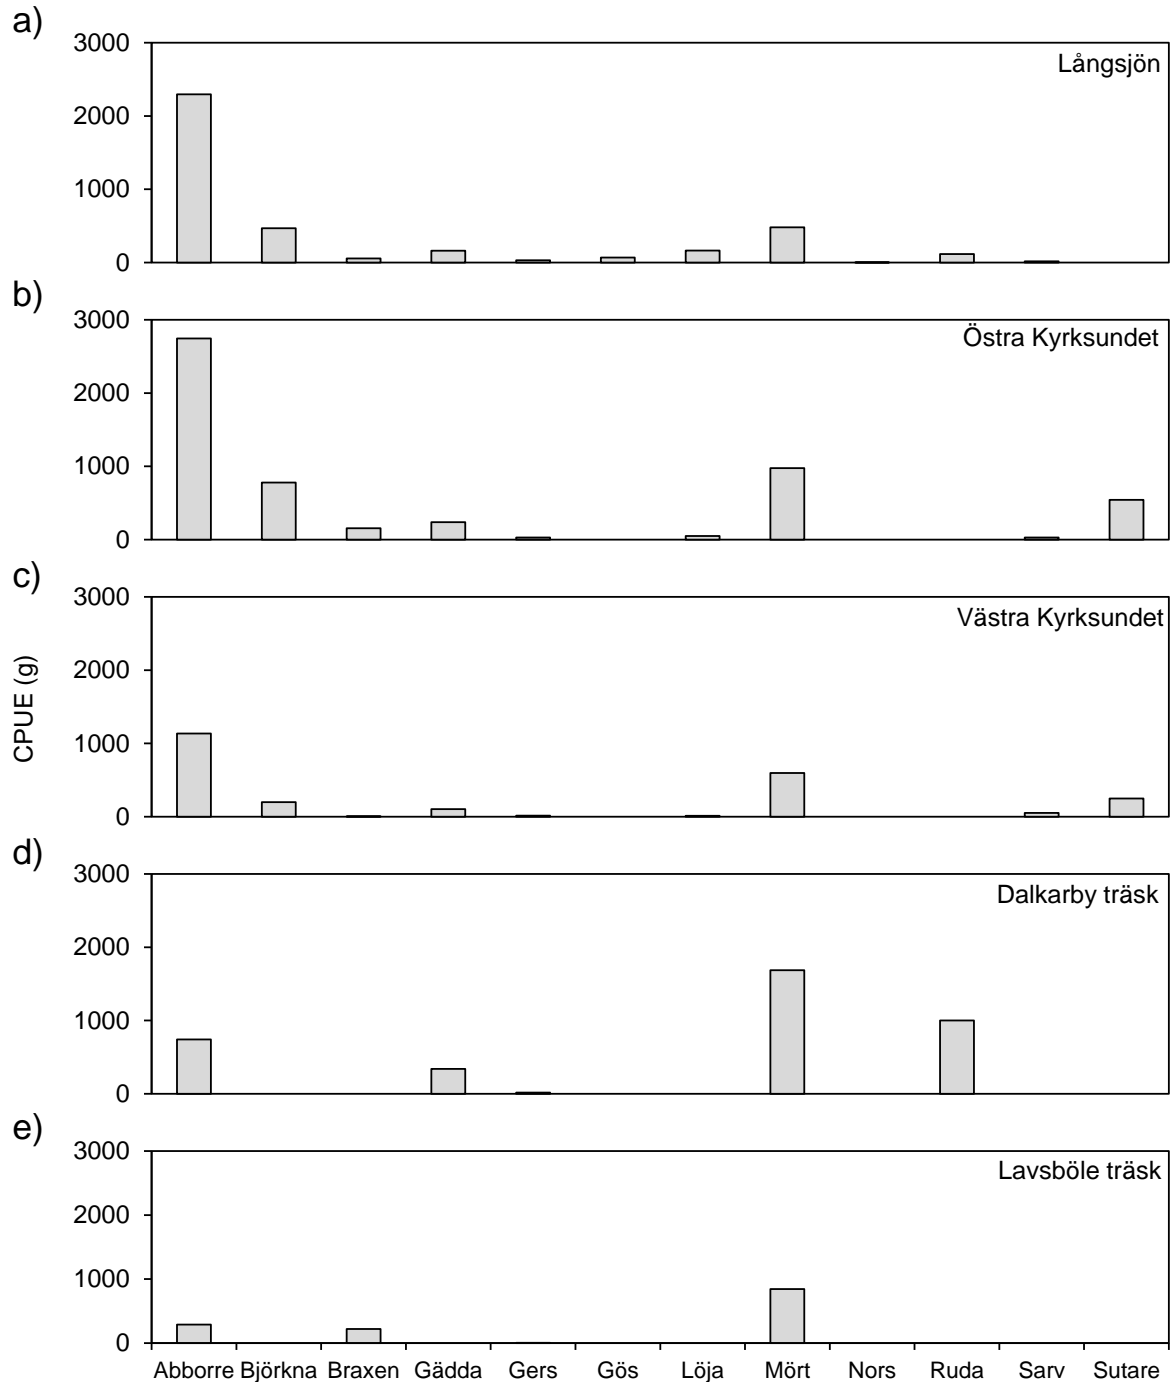 a)
3000
Långsjön
2000
1000
0
b)
3000
Östra Kyrksundet
2000
1000
0
c)
3000
Västra Kyrksundet
2000
CPUE (g)
1000
0
d)
3000
Dalkarby träsk
2000
1000
0
e)
3000
Lavsböle träsk
2000
1000
0
Abborre Björkna Braxen Gädda Gers Gös Löja Mört Nors Ruda Sarv Sutare